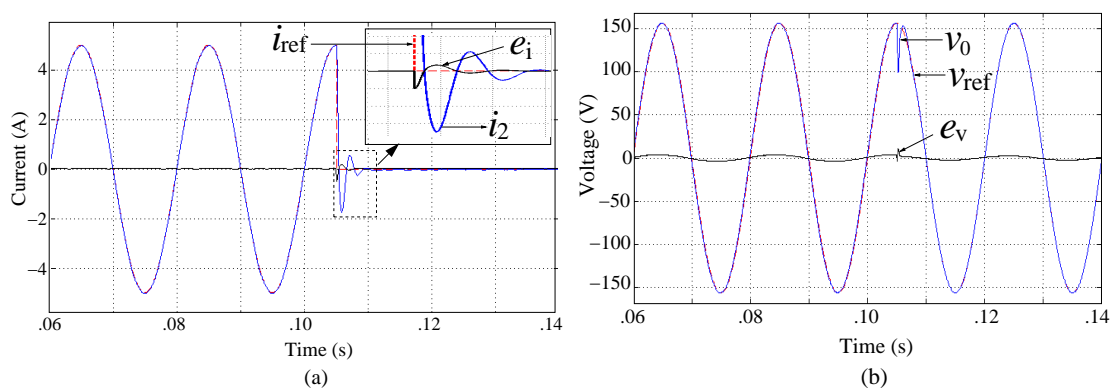 i_ref
e_i
i_2
4
2
0
−2
−4
Current (A)
.06
.08
.10
.12
.14
Time (s)
(a)
v_0
v_ref
e_v
150
100
50
0
−50
−100
−150
Voltage (V)
.06
.08
.10
.12
.14
Time (s)
(b)